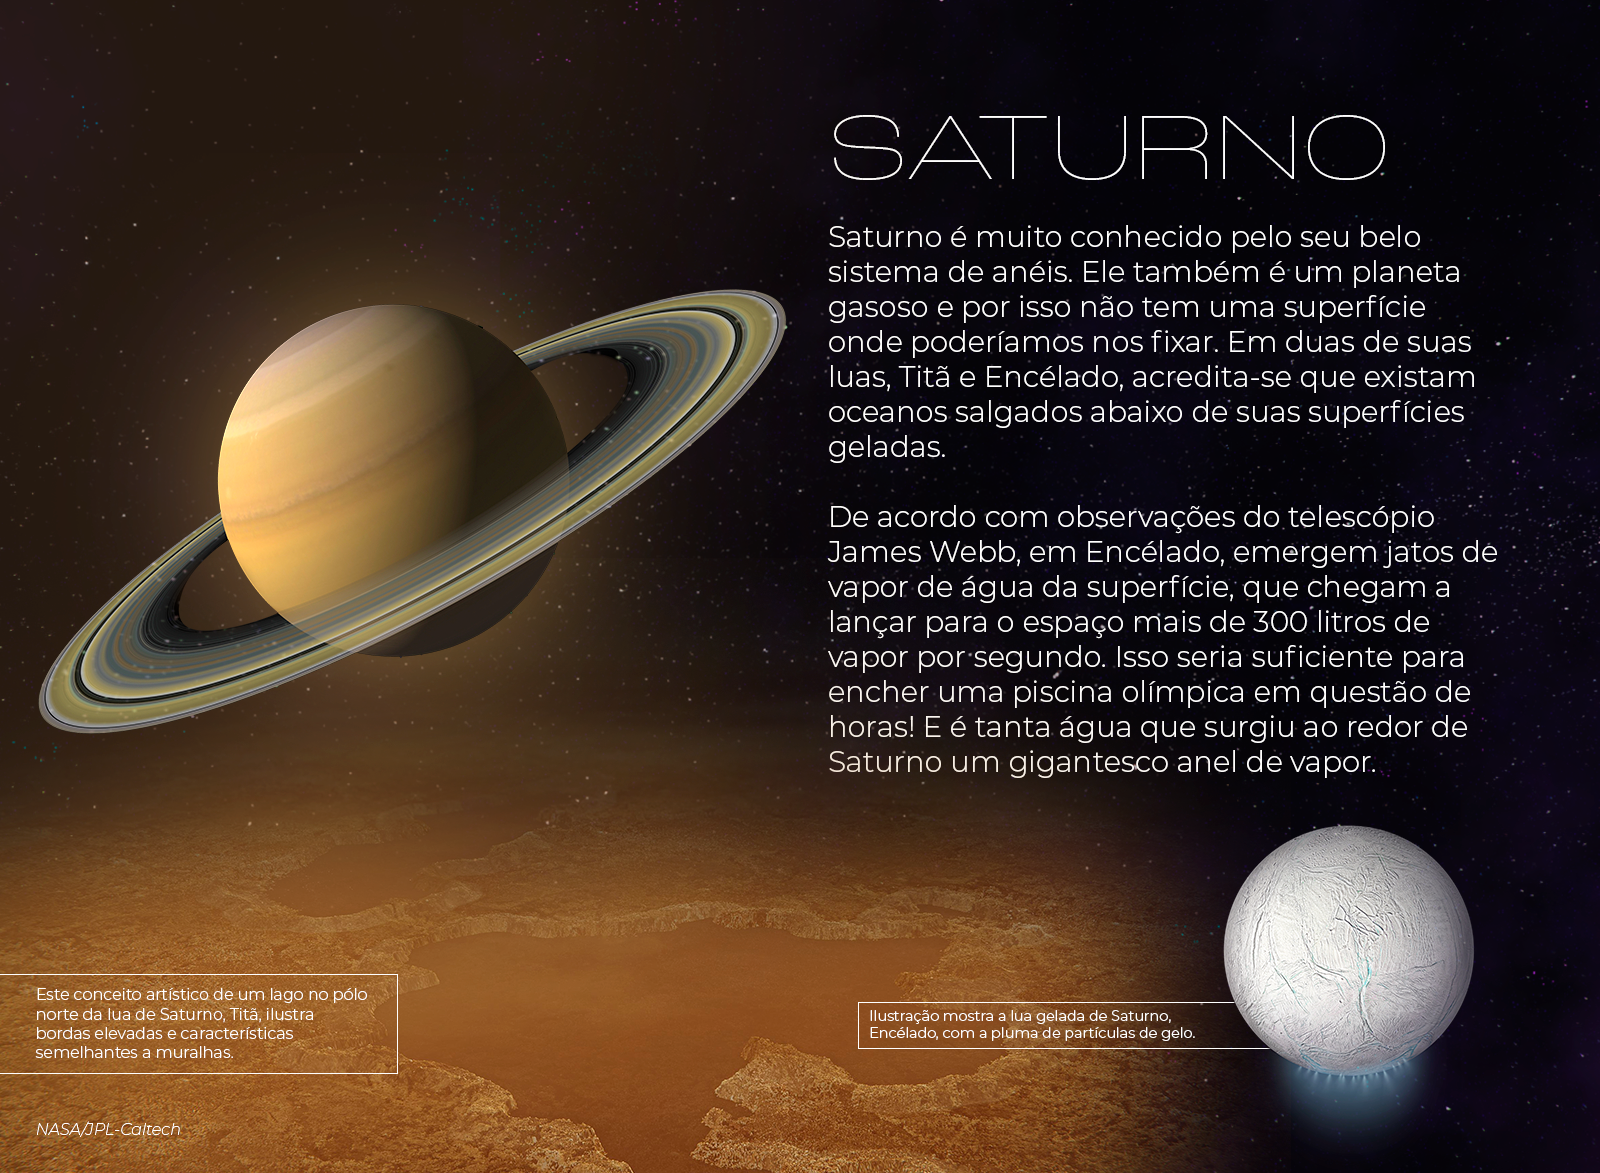 SATURNO
Saturno é muito conhecido pelo seu belo
sistema de anéis. Ele também é um planeta
gasoso e por isso não tem uma superfície
onde poderíamos nos fixar. Em duas de suas
luas, Titã e Encélado, acredita-se que existam
oceanos salgados abaixo de suas superfícies
geladas.
De acordo com observações do telescópio
James Webb, em Encélado, emergem jatos de
vapor de água da superfície, que chegam a
lançar para o espaço mais de 300 litros de
vapor por segundo. Isso seria suficiente para
encher uma piscina olímpica em questão de
horas! E é tanta água que surgiu ao redor de
Saturno um gigantesco anel de vapor.
Este conceito artístico de um lago no pólo
norte da lua de Saturno, Titã, ilustra
bordas elevadas e características
semelhantes a muralhas.
Ilustração mostra a lua gelada de Saturno,
Encélado, com a pluma de partículas de gelo.
NASA/JPL-Caltech